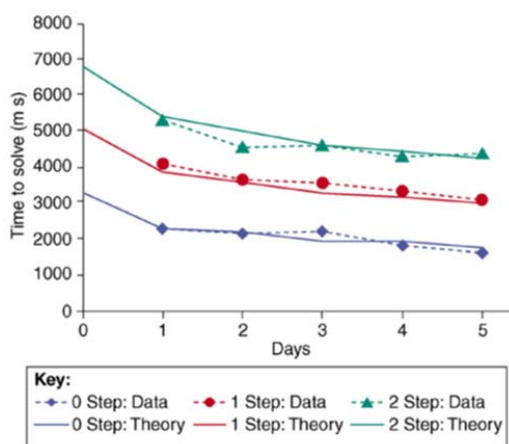 8000
7000
6000
5000
4000
3000
2000
1000
0
Time to solve (m s)
0 1 2 3 4 5
Days
Key:
0 Step: Data 1 Step: Data 2 Step: Data
0 Step: Theory 1 Step: Theory 2 Step: Theory